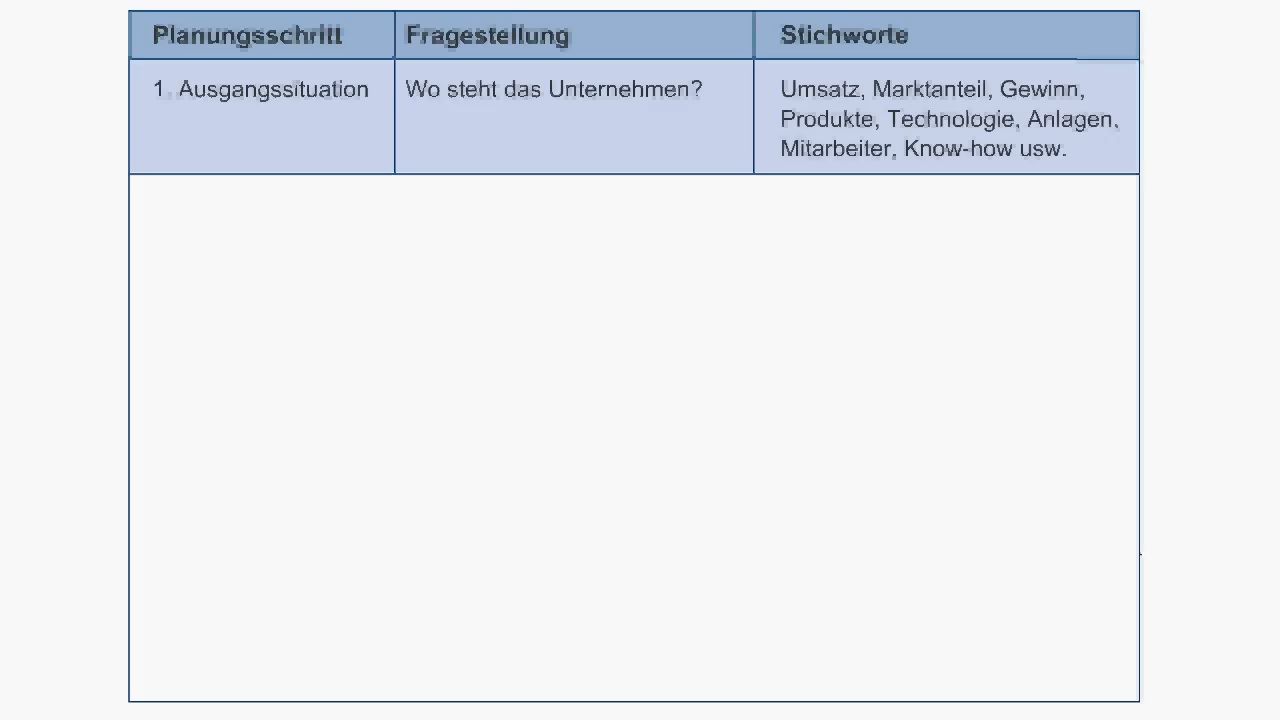 Planungsschritt Fragestellung Stichworte
1. Ausgangssituation Wo steht das Unternehmen? Umsatz, Marktanteil, Gewinn,
Produkte, Technologie, Anlagen,
Mitarbeiter, Know-how usw.